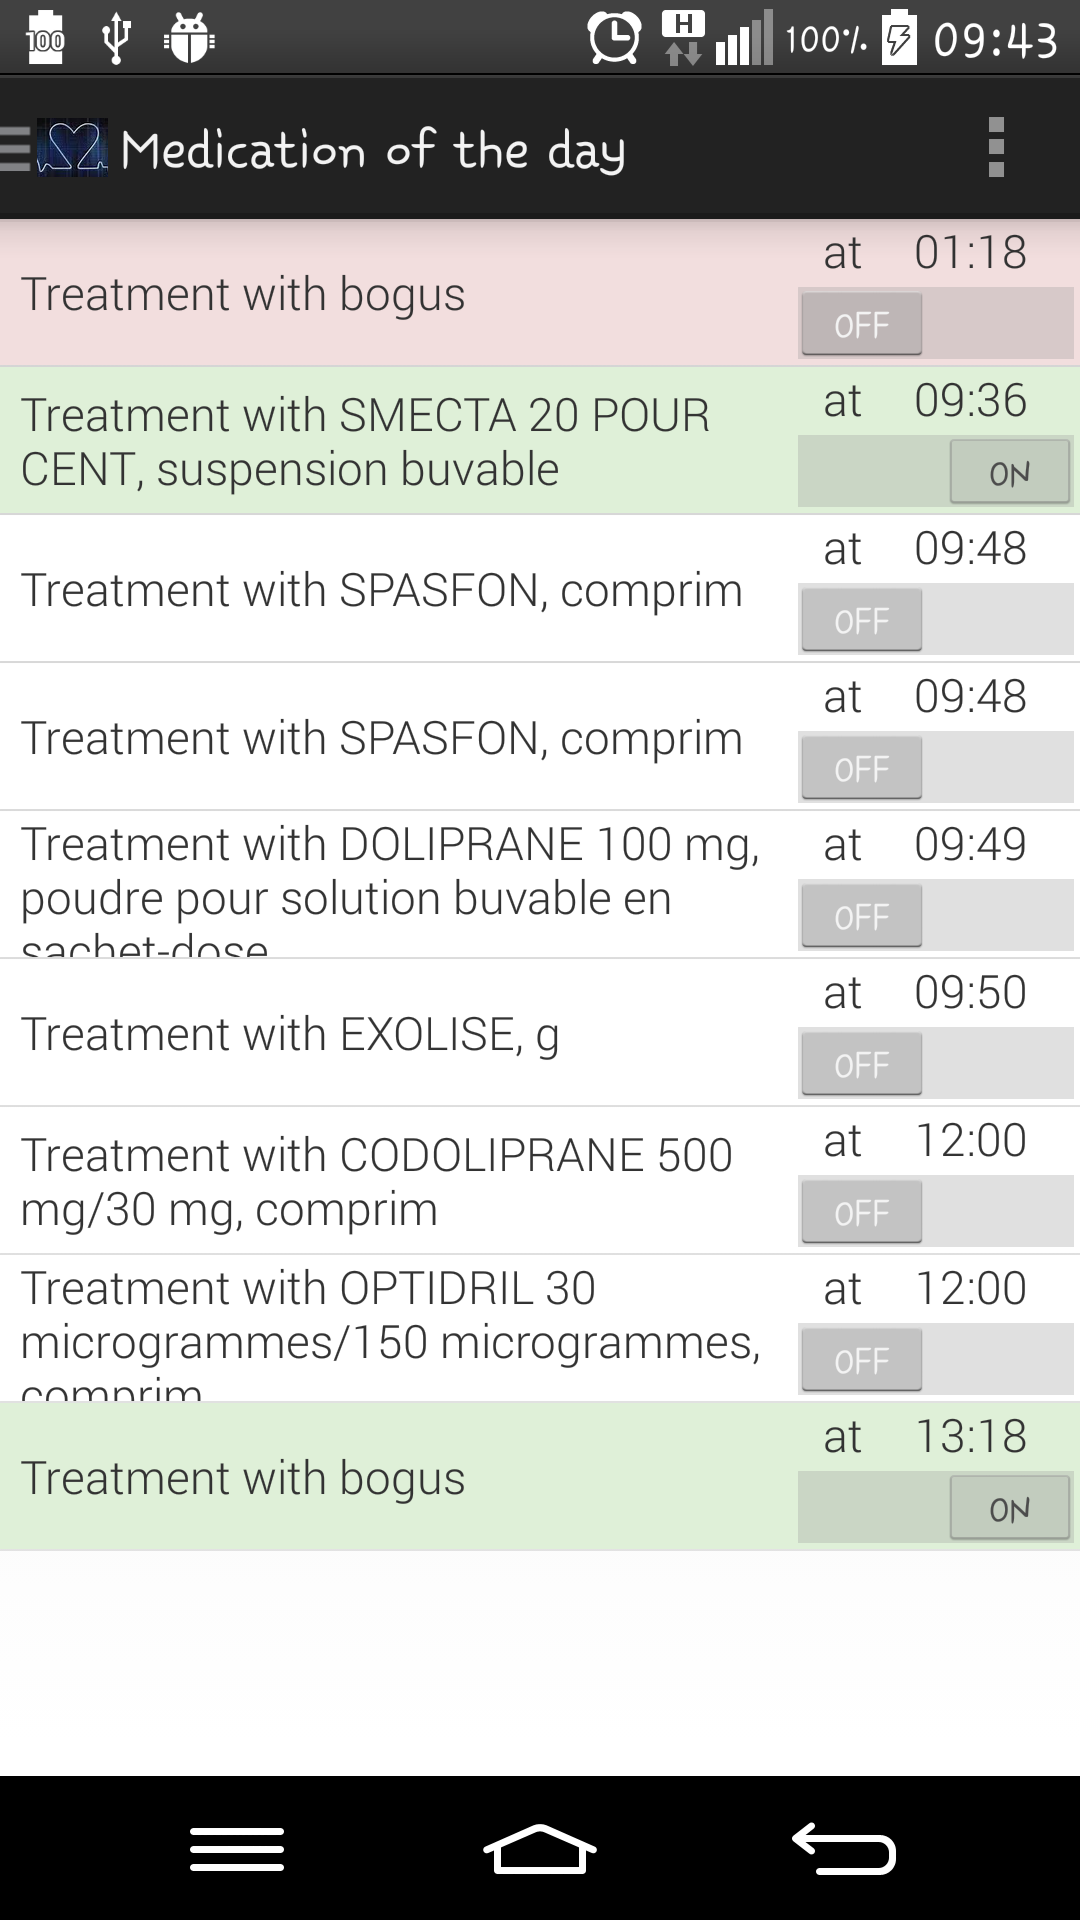 100
H
100%
09:43
Medication of the day
Treatment with bogus
at 01:18
OFF
Treatment with SMECTA 20 POUR
CENT, suspension buvable
at 09:36
ON
Treatment with SPASFON, comprim
at 09:48
OFF
Treatment with SPASFON, comprim
at 09:48
OFF
Treatment with DOLIPRANE 100 mg,
poudre pour solution buvable en
sachet-dose
at 09:49
OFF
Treatment with EXOLISE, g
at 09:50
OFF
Treatment with CODOLIPRANE 500
mg/30 mg, comprim
at 12:00
OFF
Treatment with OPTIDRIL 30
microgrammes/150 microgrammes,
comprim
at 12:00
OFF
Treatment with bogus
at 13:18
ON